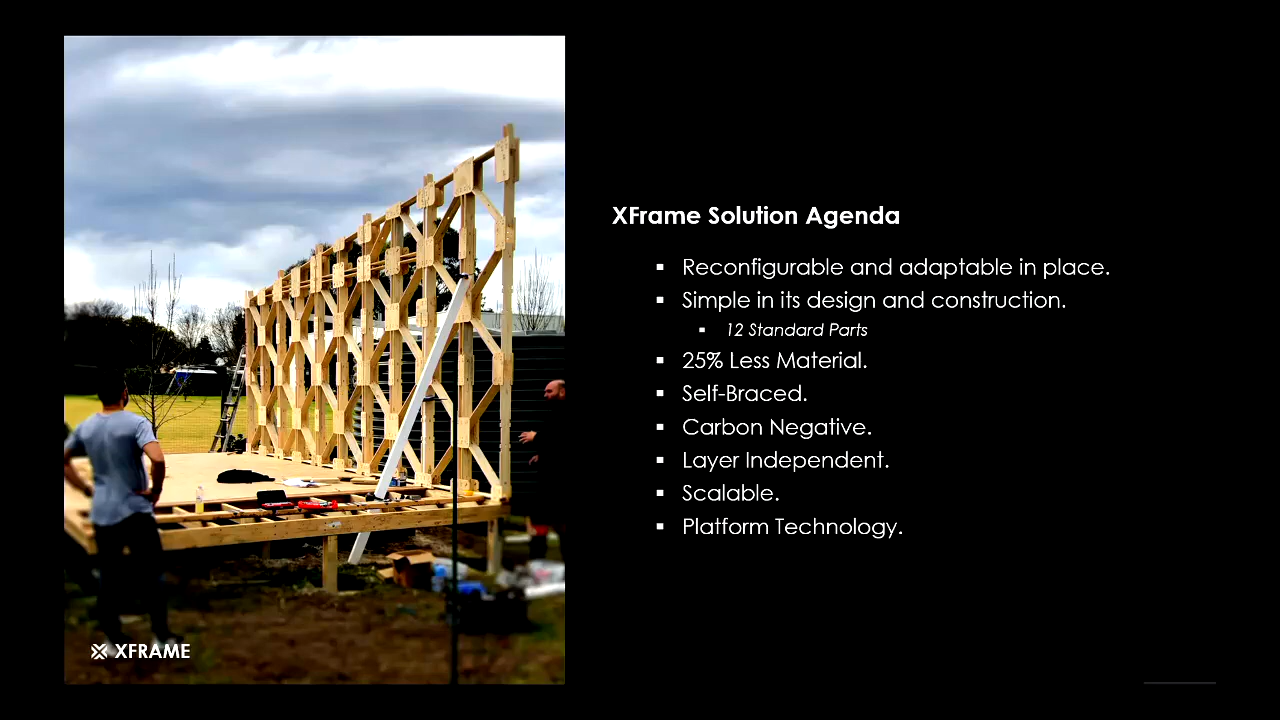 XFrame Solution Agenda
▪ Reconfigurable and adaptable in place.
▪ Simple in its design and construction.
▪ 12 Standard Parts
▪ 25% Less Material.
▪ Self-Braced.
▪ Carbon Negative.
▪ Layer Independent.
▪ Scalable.
▪ Platform Technology.
XFRAME